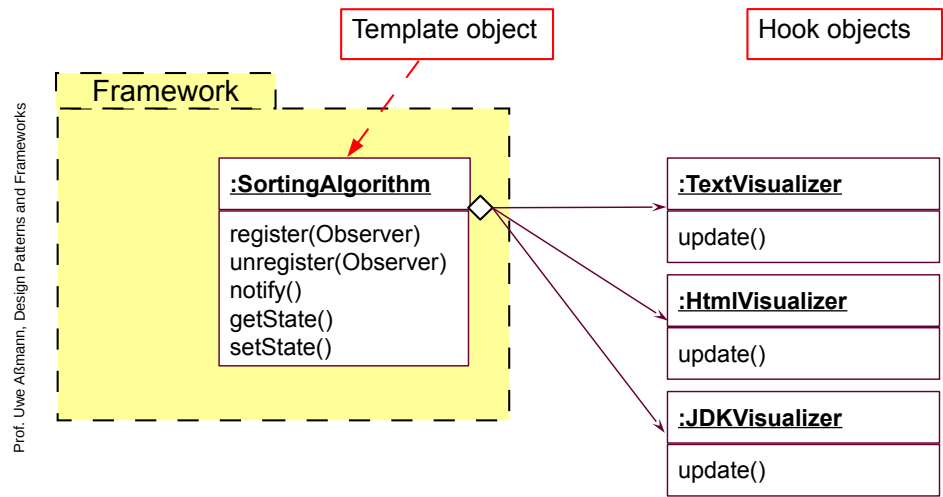 Template object
Hook objects
Framework
:SortingAlgorithm
register(Observer)
unregister(Observer)
notify()
getState()
setState()
:TextVisualizer
update()
:HtmlVisualizer
update()
:JDKVisualizer
update()
Prof. Uwe Aßmann, Design Patterns and Frameworks